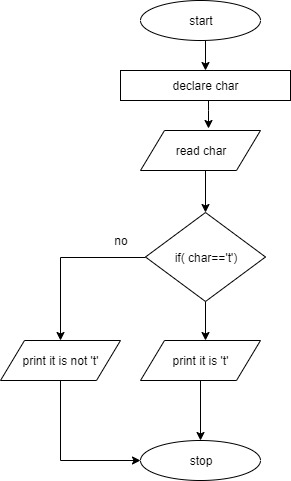 start
declare char
read char
no
if( char=='t')
print it is not 't'
print it is 't'
stop